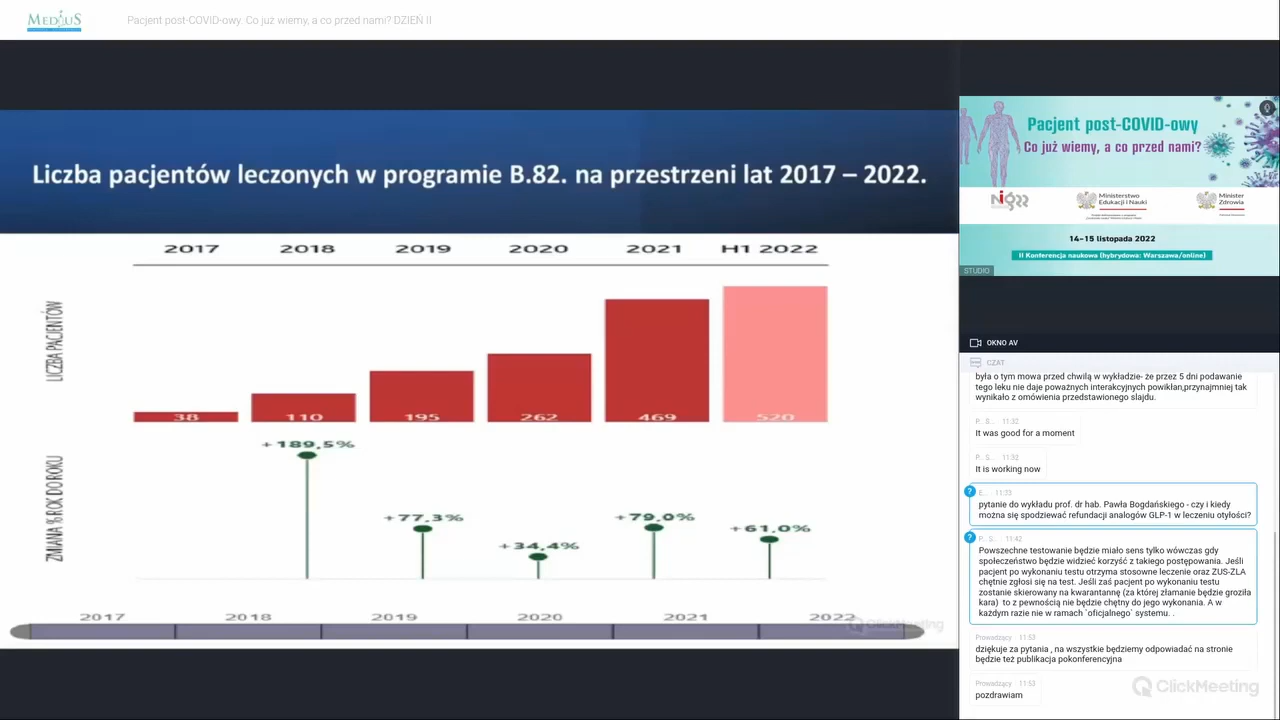 MEDiUS
Pacjent post-COVID-owy. Co już wiemy, a co przed nami? DZIEŃ II
Liczba pacjentów leczonych w programie B.82. na przestrzeni lat 2017 – 2022.
2017 2018 2019 2020 2021 H1 2022
LICZBA PACJENTÓW
38 110 195 262 469 520
ZMIANA % ROK DO ROKU
+189,5%
+77,3%
+34,4%
+79,0%
+61,0%
2017 2018 2019 2020 2021 2022
ClickMeeting
Pacjent post-COVID-owy
Co już wiemy, a co przed nami?
Ministerstwo
Edukacji i Nauki
Minister
Zdrowia
14–15 listopada 2022
II Konferencja naukowa (hybrydowa: Warszawa/online)
STUDIO
OKNO AV
CZAT
była o tym mowa przed chwilą w wykładzie- że przez 5 dni podawanie
tego leku nie daje poważnych interakcyjnych powikłan,przynajmniej tak
wynikało z omówienia przedstawionego slajdu.
P.. S... 11:32
It was good for a moment
P.. S... 11:32
It is working now
? E... 11:33
pytanie do wykładu prof. dr hab. Pawła Bogdańskiego - czy i kiedy
można się spodziewać refundacji analogów GLP-1 w leczeniu otyłości?
? P.. S... 11:42
Powszechne testowanie będzie miało sens tylko wówczas gdy
społeczeństwo będzie widzieć korzyść z takiego postępowania. Jeśli
pacjent po wykonaniu testu otrzyma stosowne leczenie oraz ZUS-ZLA
chętnie zgłosi się na test. Jeśli zaś pacjent po wykonaniu testu
zostanie skierowany na kwarantannę (za której złamanie będzie groziła
kara) to z pewnością nie będzie chętny do jego wykonania. A w
każdym razie nie w ramach `oficjalnego` systemu. .
Prowadzący 11:53
dziękuje za pytania , na wszystkie będziemy odpowiadać na stronie
będzie też publikacja pokonferencyjna
Prowadzący 11:53
pozdrawiam
ClickMeeting